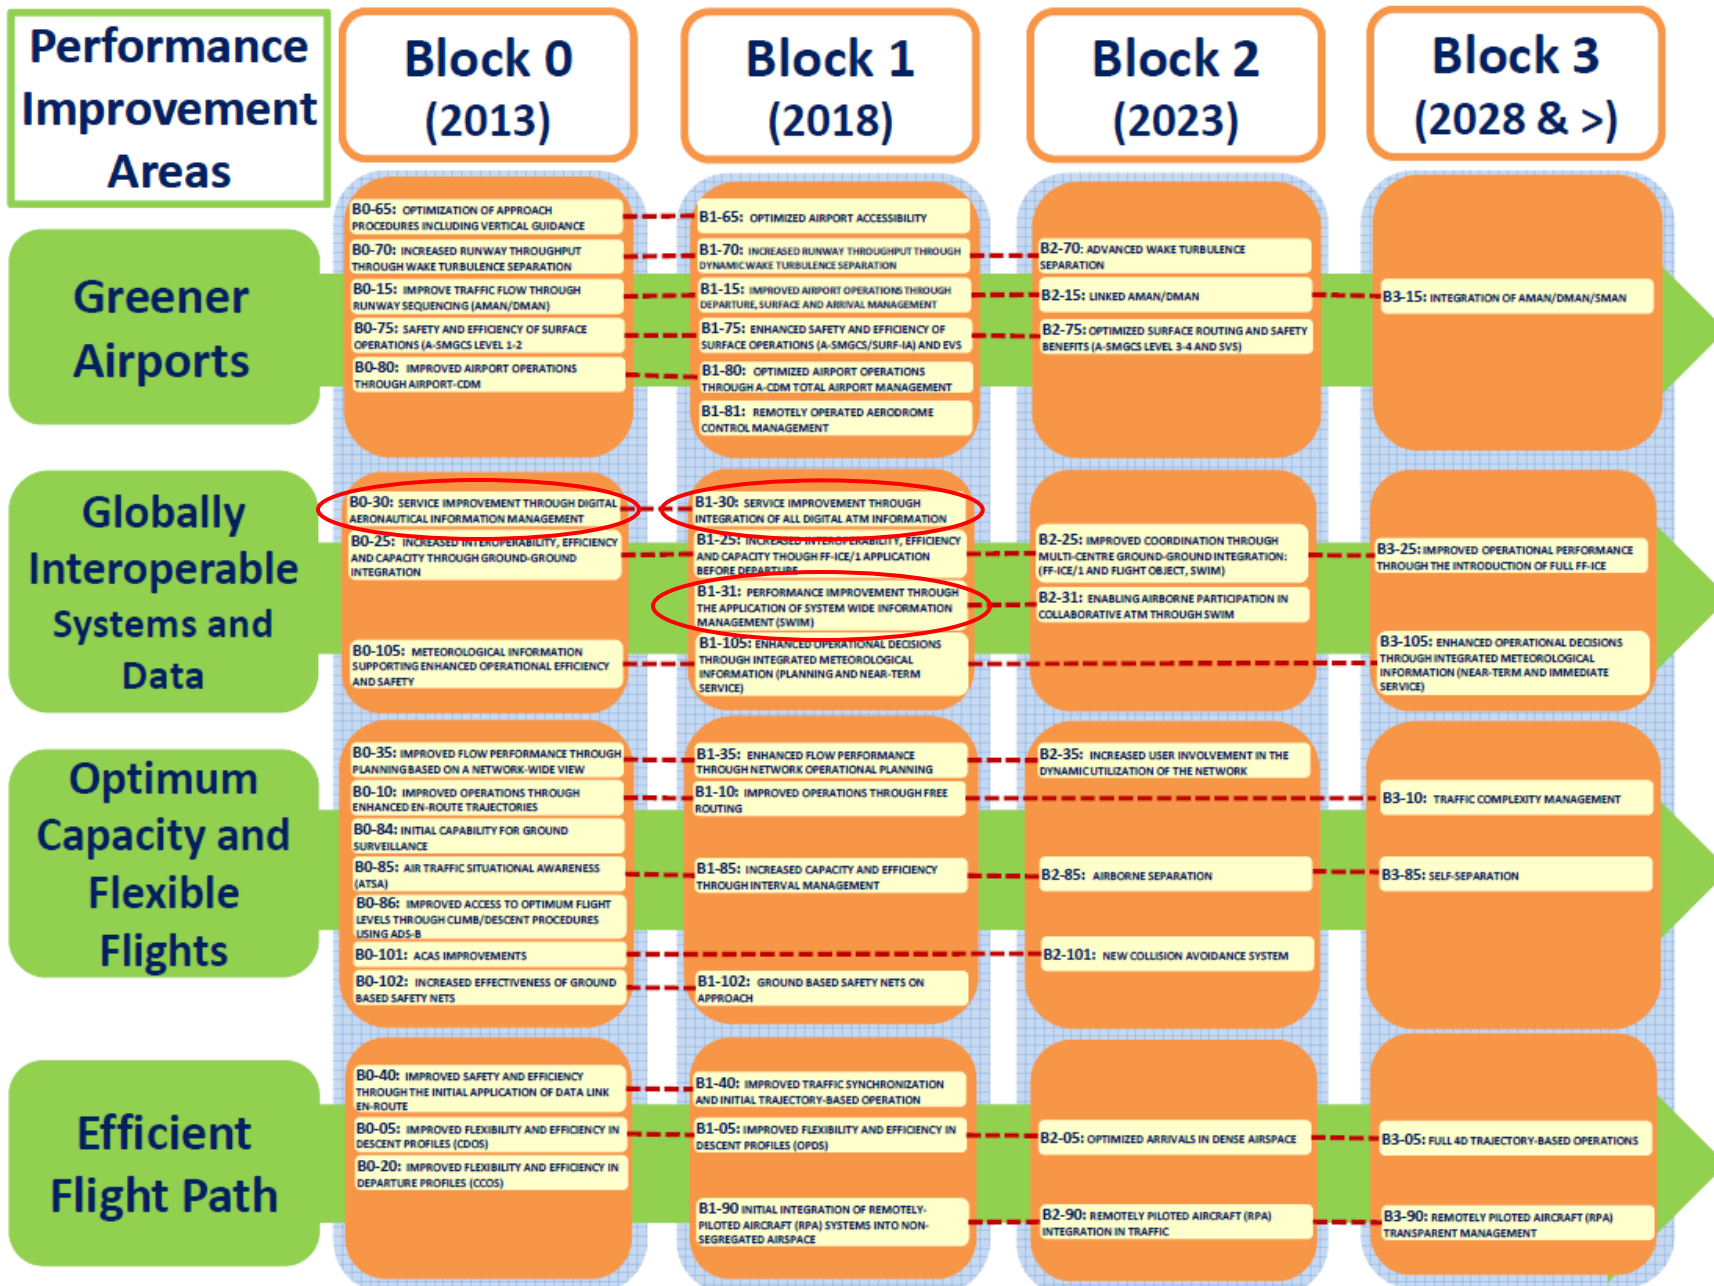 Performance
Improvement
Areas
Block 0
(2013)
Block 1
(2018)
Block 2
(2023)
Block 3
(2028 & >)
Greener
Airports
B0-65: OPTIMIZATION OF APPROACH
PROCEDURES INCLUDING VERTICAL GUIDANCE
B1-65: OPTIMIZED AIRPORT ACCESSIBILITY
B0-70: INCREASED RUNWAY THROUGHPUT
THROUGH WAKE TURBULENCE SEPARATION
B1-70: INCREASED RUNWAY THROUGHPUT THROUGH
DYNAMIC WAKE TURBULENCE SEPARATION
B2-70: ADVANCED WAKE TURBULENCE
SEPARATION
B0-15: IMPROVE TRAFFIC FLOW THROUGH
RUNWAY SEQUENCING (AMAN/DMAN)
B1-15: IMPROVED AIRPORT OPERATIONS THROUGH
DEPARTURE, SURFACE AND ARRIVAL MANAGEMENT
B2-15: LINKED AMAN/DMAN
B3-15: INTEGRATION OF AMAN/DMAN/SMAN
B0-75: SAFETY AND EFFICIENCY OF SURFACE
OPERATIONS (A-SMGCS LEVEL 1-2
B1-75: ENHANCED SAFETY AND EFFICIENCY OF
SURFACE OPERATIONS (A-SMGCS/SURF-IA) AND EVS
B2-75: OPTIMIZED SURFACE ROUTING AND SAFETY
BENEFITS (A-SMGCS LEVEL 3-4 AND SVS)
B0-80: IMPROVED AIRPORT OPERATIONS
THROUGH AIRPORT-CDM
B1-80: OPTIMIZED AIRPORT OPERATIONS
THROUGH A-CDM TOTAL AIRPORT MANAGEMENT
B1-81: REMOTELY OPERATED AERODROME
CONTROL MANAGEMENT
Globally
Interoperable
Systems and
Data
B0-30: SERVICE IMPROVEMENT THROUGH DIGITAL
AERONAUTICAL INFORMATION MANAGEMENT
B1-30: SERVICE IMPROVEMENT THROUGH
INTEGRATION OF ALL DIGITAL ATM INFORMATION
B0-25: INCREASED INTEROPERABILITY, EFFICIENCY
AND CAPACITY THROUGH GROUND-GROUND
INTEGRATION
B1-25: INCREASED INTEROPERABILITY, EFFICIENCY
AND CAPACITY THOUGH FF-ICE/1 APPLICATION
BEFORE DEPARTURE
B2-25: IMPROVED COORDINATION THROUGH
MULTI-CENTRE GROUND-GROUND INTEGRATION:
(FF-ICE/1 AND FLIGHT OBJECT, SWIM)
B3-25: IMPROVED OPERATIONAL PERFORMANCE
THROUGH THE INTRODUCTION OF FULL FF-ICE
B1-31: PERFORMANCE IMPROVEMENT THROUGH
THE APPLICATION OF SYSTEM WIDE INFORMATION
MANAGEMENT (SWIM)
B2-31: ENABLING AIRBORNE PARTICIPATION IN
COLLABORATIVE ATM THROUGH SWIM
B0-105: METEOROLOGICAL INFORMATION
SUPPORTING ENHANCED OPERATIONAL EFFICIENCY
AND SAFETY
B1-105: ENHANCED OPERATIONAL DECISIONS
THROUGH INTEGRATED METEOROLOGICAL
INFORMATION (PLANNING AND NEAR-TERM
SERVICE)
B3-105: ENHANCED OPERATIONAL DECISIONS
THROUGH INTEGRATED METEOROLOGICAL
INFORMATION (NEAR-TERM AND IMMEDIATE
SERVICE)
Optimum
Capacity and
Flexible
Flights
B0-35: IMPROVED FLOW PERFORMANCE THROUGH
PLANNING BASED ON A NETWORK-WIDE VIEW
B1-35: ENHANCED FLOW PERFORMANCE
THROUGH NETWORK OPERATIONAL PLANNING
B2-35: INCREASED USER INVOLVEMENT IN THE
DYNAMIC UTILIZATION OF THE NETWORK
B0-10: IMPROVED OPERATIONS THROUGH
ENHANCED EN-ROUTE TRAJECTORIES
B1-10: IMPROVED OPERATIONS THROUGH FREE
ROUTING
B3-10: TRAFFIC COMPLEXITY MANAGEMENT
B0-84: INITIAL CAPABILITY FOR GROUND
SURVEILLANCE
B0-85: AIR TRAFFIC SITUATIONAL AWARENESS
(ATSA)
B1-85: INCREASED CAPACITY AND EFFICIENCY
THROUGH INTERVAL MANAGEMENT
B2-85: AIRBORNE SEPARATION
B3-85: SELF-SEPARATION
B0-86: IMPROVED ACCESS TO OPTIMUM FLIGHT
LEVELS THROUGH CLIMB/DESCENT PROCEDURES
USING ADS-B
B0-101: ACAS IMPROVEMENTS
B2-101: NEW COLLISION AVOIDANCE SYSTEM
B0-102: INCREASED EFFECTIVENESS OF GROUND
BASED SAFETY NETS
B1-102: GROUND BASED SAFETY NETS ON
APPROACH
Efficient
Flight Path
B0-40: IMPROVED SAFETY AND EFFICIENCY
THROUGH THE INITIAL APPLICATION OF DATA LINK
EN-ROUTE
B1-40: IMPROVED TRAFFIC SYNCHRONIZATION
AND INITIAL TRAJECTORY-BASED OPERATION
B0-05: IMPROVED FLEXIBILITY AND EFFICIENCY IN
DESCENT PROFILES (CDOS)
B1-05: IMPROVED FLEXIBILITY AND EFFICIENCY IN
DESCENT PROFILES (OPDS)
B2-05: OPTIMIZED ARRIVALS IN DENSE AIRSPACE
B3-05: FULL 4D TRAJECTORY-BASED OPERATIONS
B0-20: IMPROVED FLEXIBILITY AND EFFICIENCY IN
DEPARTURE PROFILES (CCOS)
B1-90 INITIAL INTEGRATION OF REMOTELY-
PILOTED AIRCRAFT (RPA) SYSTEMS INTO NON-
SEGREGATED AIRSPACE
B2-90: REMOTELY PILOTED AIRCRAFT (RPA)
INTEGRATION IN TRAFFIC
B3-90: REMOTELY PILOTED AIRCRAFT (RPA)
TRANSPARENT MANAGEMENT